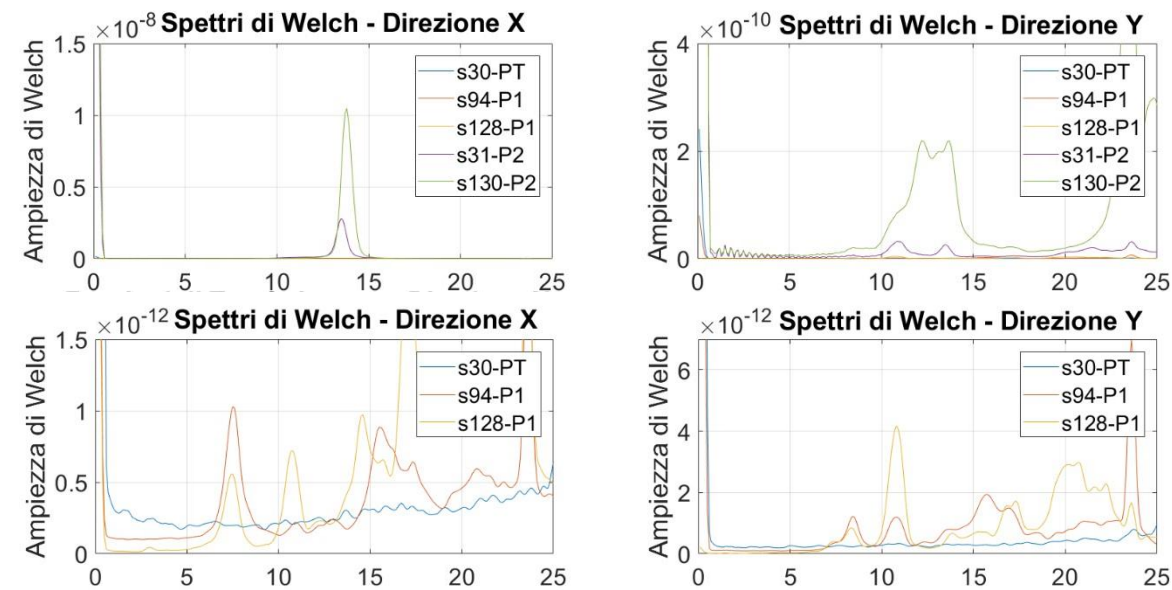 ×10⁻⁸ Spettri di Welch - Direzione X
Ampiezza di Welch
1.5
1
0.5
0
0 5 10 15 20 25
s30-PT
s94-P1
s128-P1
s31-P2
s130-P2
×10⁻¹⁰ Spettri di Welch - Direzione Y
Ampiezza di Welch
4
2
0
0 5 10 15 20 25
s30-PT
s94-P1
s128-P1
s31-P2
s130-P2
×10⁻¹² Spettri di Welch - Direzione X
Ampiezza di Welch
1.5
1
0.5
0
0 5 10 15 20 25
s30-PT
s94-P1
s128-P1
×10⁻¹² Spettri di Welch - Direzione Y
Ampiezza di Welch
6
4
2
0
0 5 10 15 20 25
s30-PT
s94-P1
s128-P1